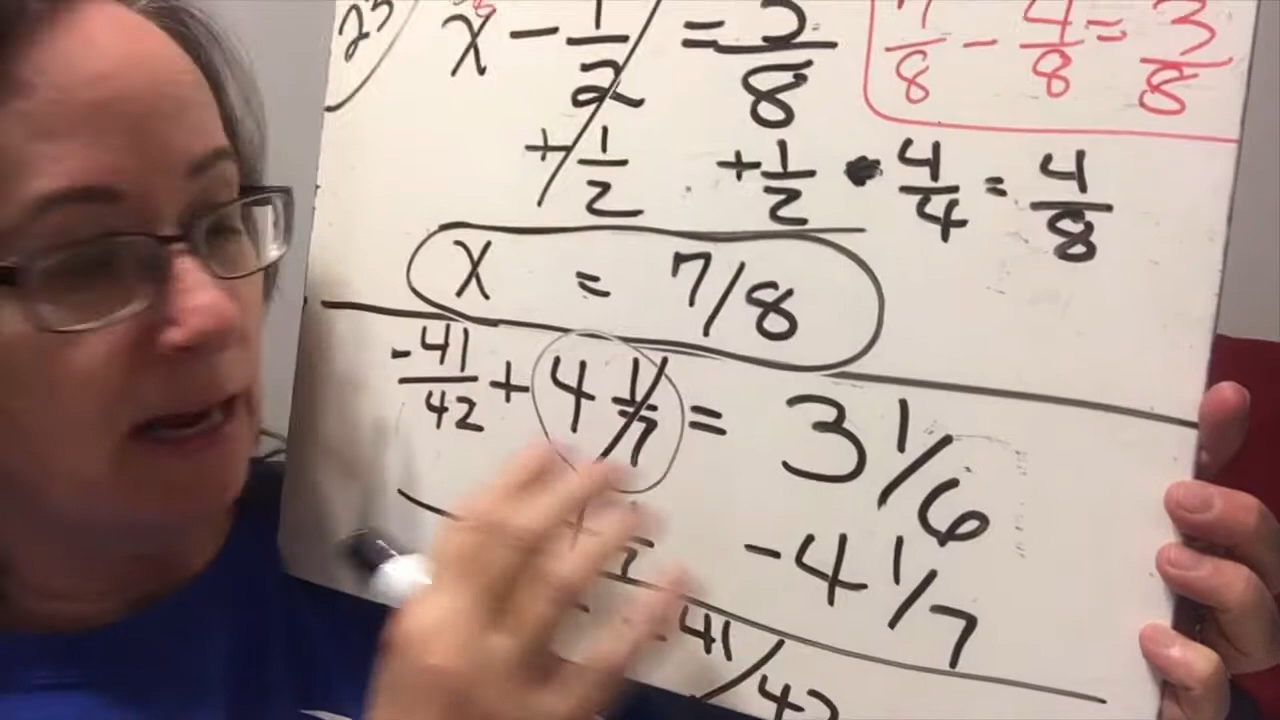 23
x - 1/2 = 3/8
7/8 - 4/8 = 3/8
+ 1/2 + 1/2 • 4/4 = 4/8
x = 7/8
-41/42 + 4 1/7 = 3 1/6
- 4 1/7
-41/42